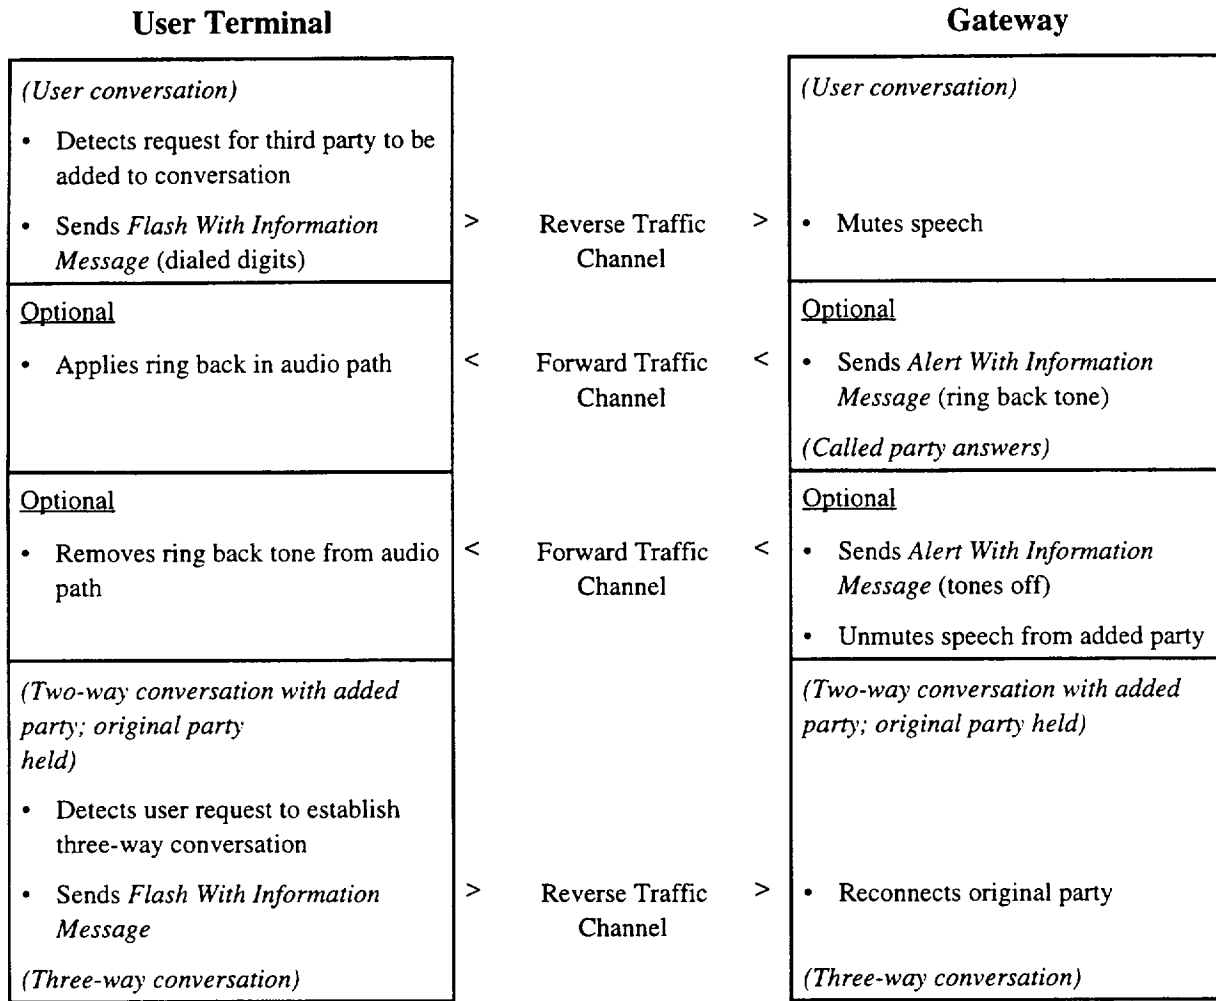 User Terminal
Gateway
(User conversation)
• Detects request for third party to be
added to conversation
• Sends Flash With Information
Message (dialed digits)
> Reverse Traffic >
Channel
(User conversation)
• Mutes speech
Optional
• Applies ring back in audio path
< Forward Traffic <
Channel
Optional
• Sends Alert With Information
Message (ring back tone)
(Called party answers)
Optional
• Removes ring back tone from audio
path
< Forward Traffic <
Channel
Optional
• Sends Alert With Information
Message (tones off)
• Unmutes speech from added party
(Two-way conversation with added
party; original party
held)
• Detects user request to establish
three-way conversation
• Sends Flash With Information
Message
(Three-way conversation)
> Reverse Traffic >
Channel
(Two-way conversation with added
party; original party held)
• Reconnects original party
(Three-way conversation)